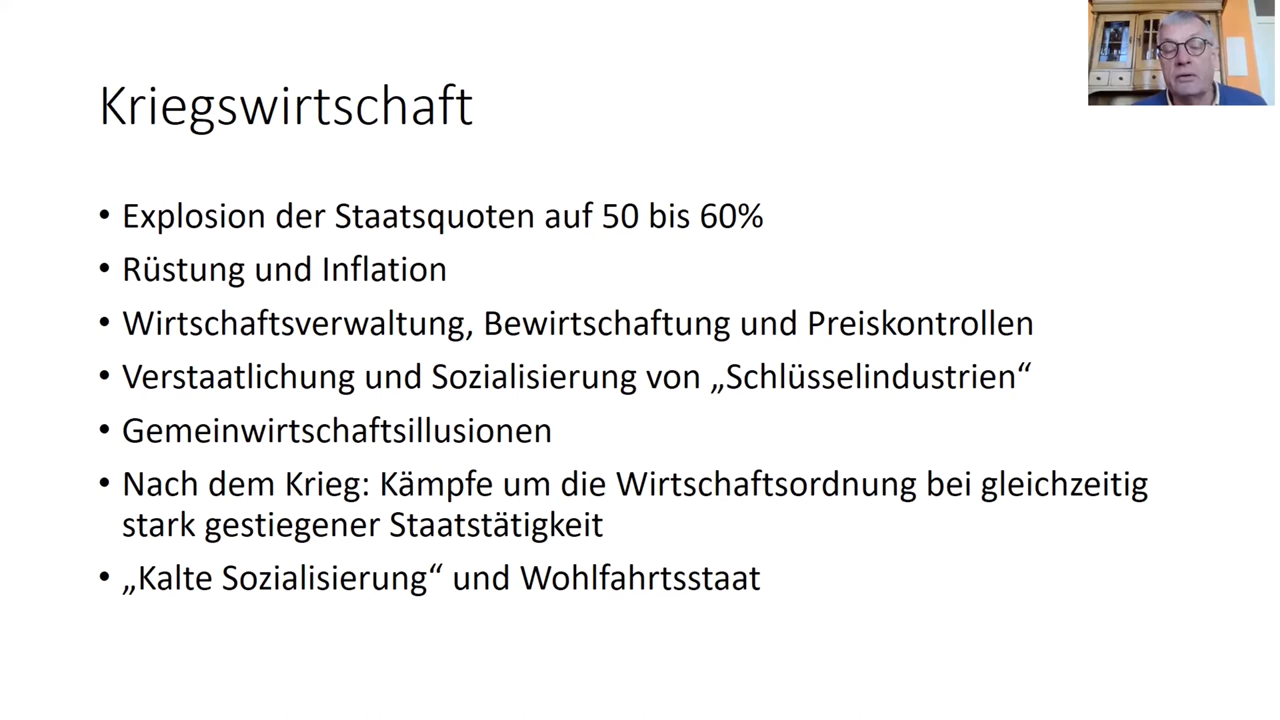 Kriegswirtschaft
• Explosion der Staatsquoten auf 50 bis 60%
• Rüstung und Inflation
• Wirtschaftsverwaltung, Bewirtschaftung und Preiskontrollen
• Verstaatlichung und Sozialisierung von „Schlüsselindustrien“
• Gemeinwirtschaftsillusionen
• Nach dem Krieg: Kämpfe um die Wirtschaftsordnung bei gleichzeitig
stark gestiegener Staatstätigkeit
• „Kalte Sozialisierung“ und Wohlfahrtsstaat